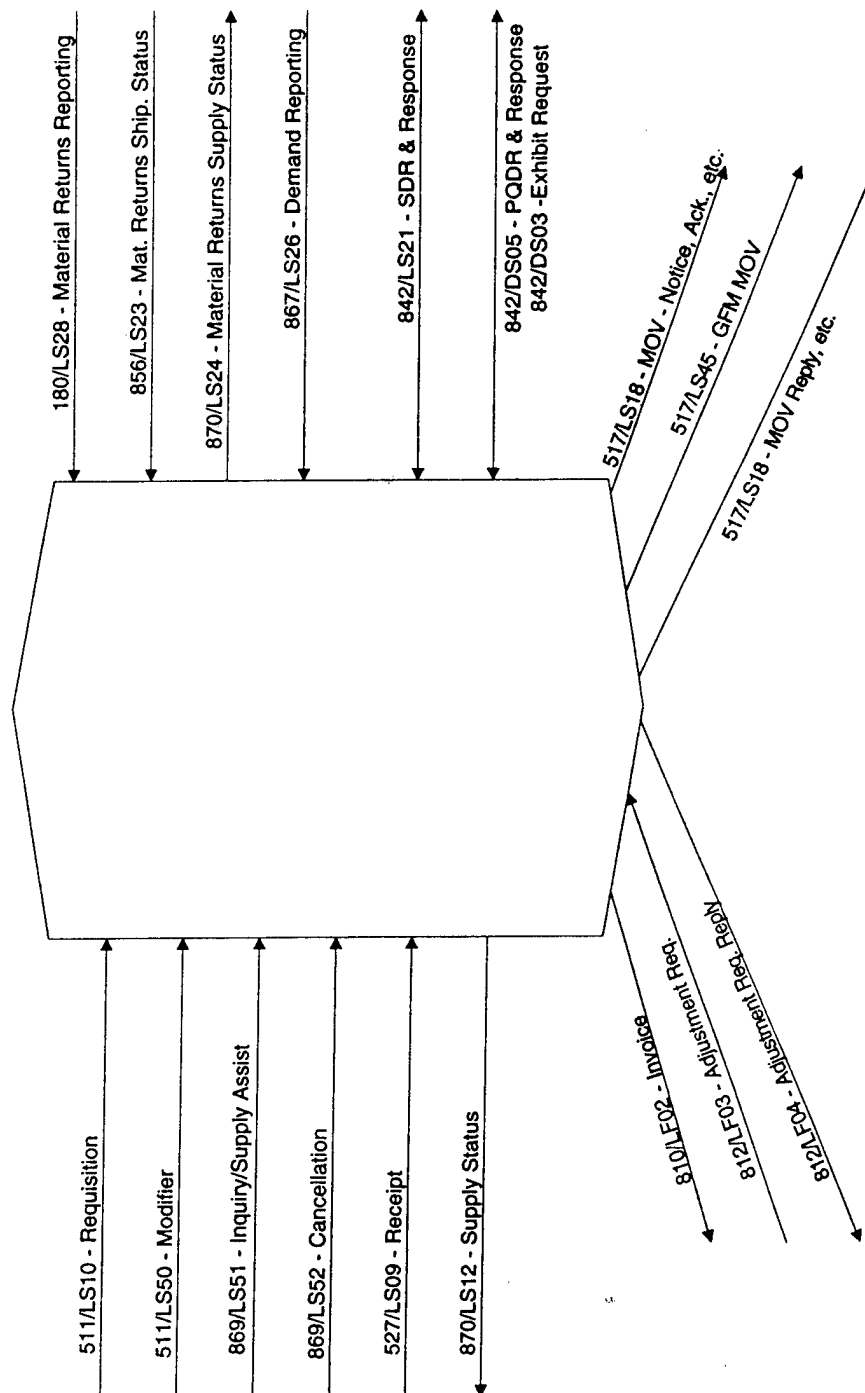 180/LS28 - Material Returns Reporting
856/LS23 - Mat. Returns Ship. Status
870/LS24 - Material Returns Supply Status
867/LS26 - Demand Reporting
842/LS21 - SDR & Response
842/DS05 - PQDR & Response
842/DS03 -Exhibit Request
517/LS18 - MOV - Notice, Ack., etc.
517/LS45 - GFM MOV
517/LS18 - MOV Reply, etc.
511/LS10 - Requisition
511/LS50 - Modifier
869/LS51 - Inquiry/Supply Assist
869/LS52 - Cancellation
527/LS09 - Receipt
870/LS12 - Supply Status
810/LF02 - Invoice
812/LF03 - Adjustment Req.
812/LF04 - Adjustment Req. Reply